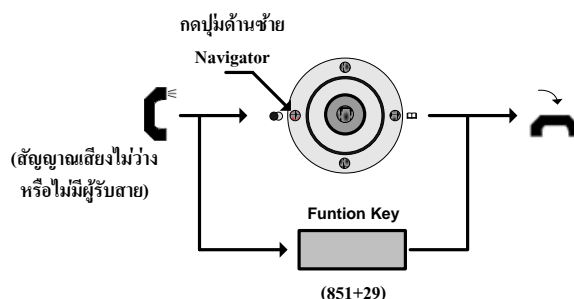 กดปุ่มด้านซ้าย
Navigator
(สัญญาณเสียงไม่ว่าง
หรือไม่มีผู้รับสาย)
Funtion Key
(851+29)